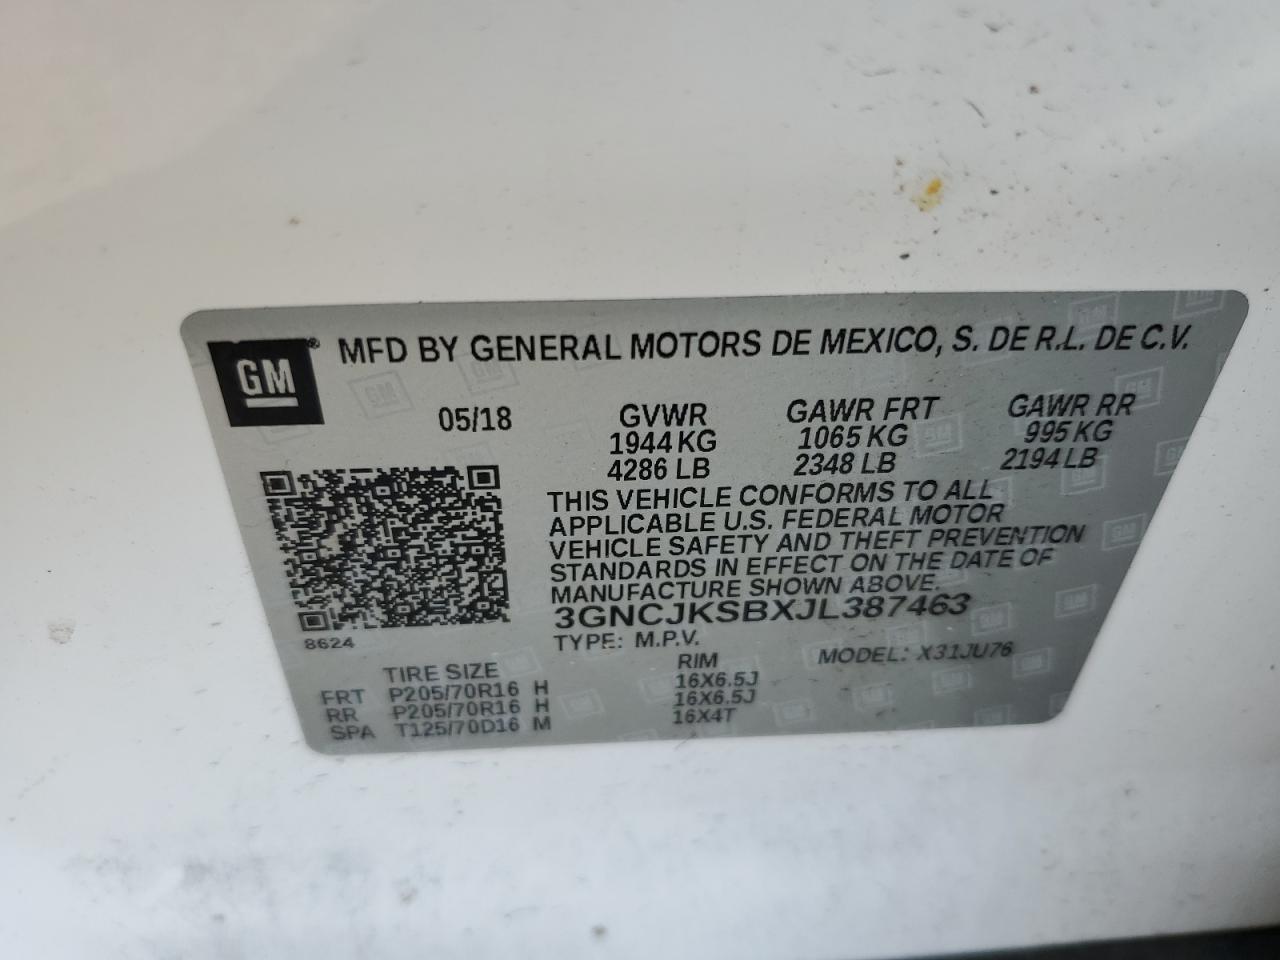 GM® MFD BY GENERAL MOTORS DE MEXICO, S. DE R.L. DE C.V.
05/18 GVWR GAWR FRT GAWR RR
1944 KG 1065 KG 995 KG
4286 LB 2348 LB 2194 LB
THIS VEHICLE CONFORMS TO ALL
APPLICABLE U.S. FEDERAL MOTOR
VEHICLE SAFETY AND THEFT PREVENTION
STANDARDS IN EFFECT ON THE DATE OF
MANUFACTURE SHOWN ABOVE.
3GNCJKSBXJL387463
8624 TYPE: M.P.V. MODEL: X31JU76
TIRE SIZE RIM
FRT P205/70R16 H 16X6.5J
RR P205/70R16 H 16X6.5J
SPA T125/70D16 M 16X4T